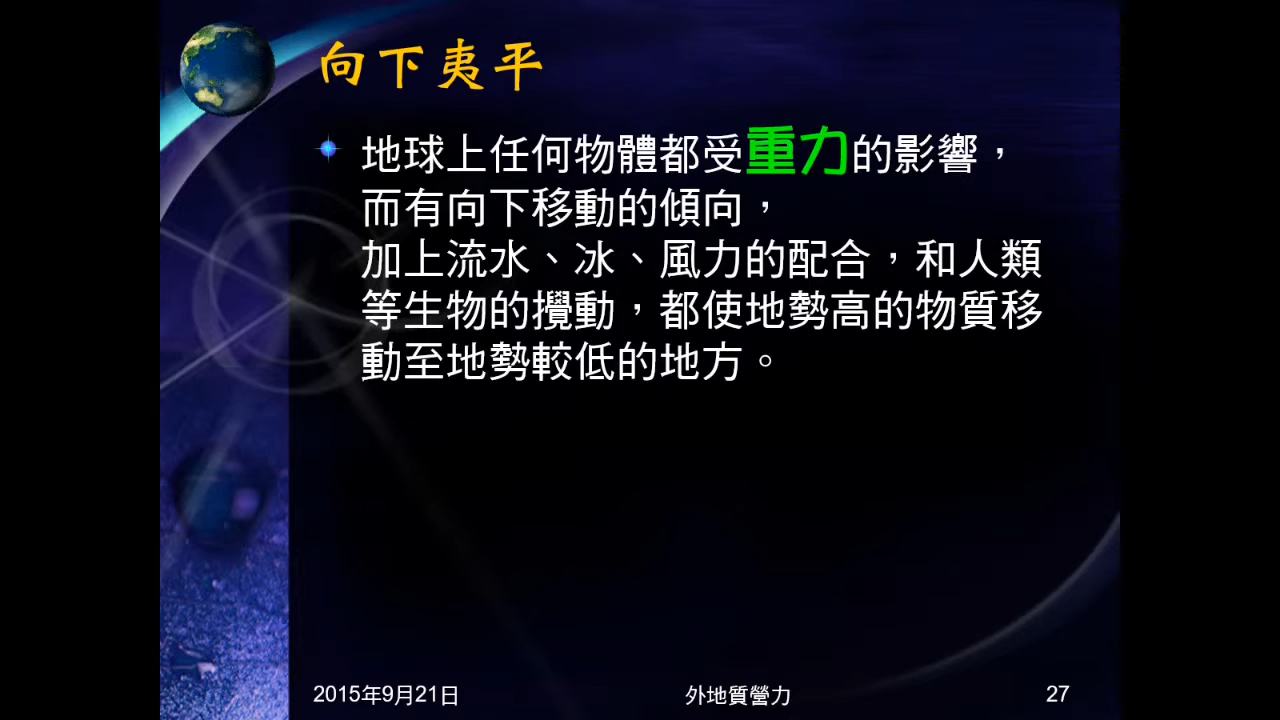 向下夷平
地球上任何物體都受重力的影響，
而有向下移動的傾向，
加上流水、冰、風力的配合，和人類
等生物的攪動，都使地勢高的物質移
動至地勢較低的地方。
2015年9月21日
外地質營力
27